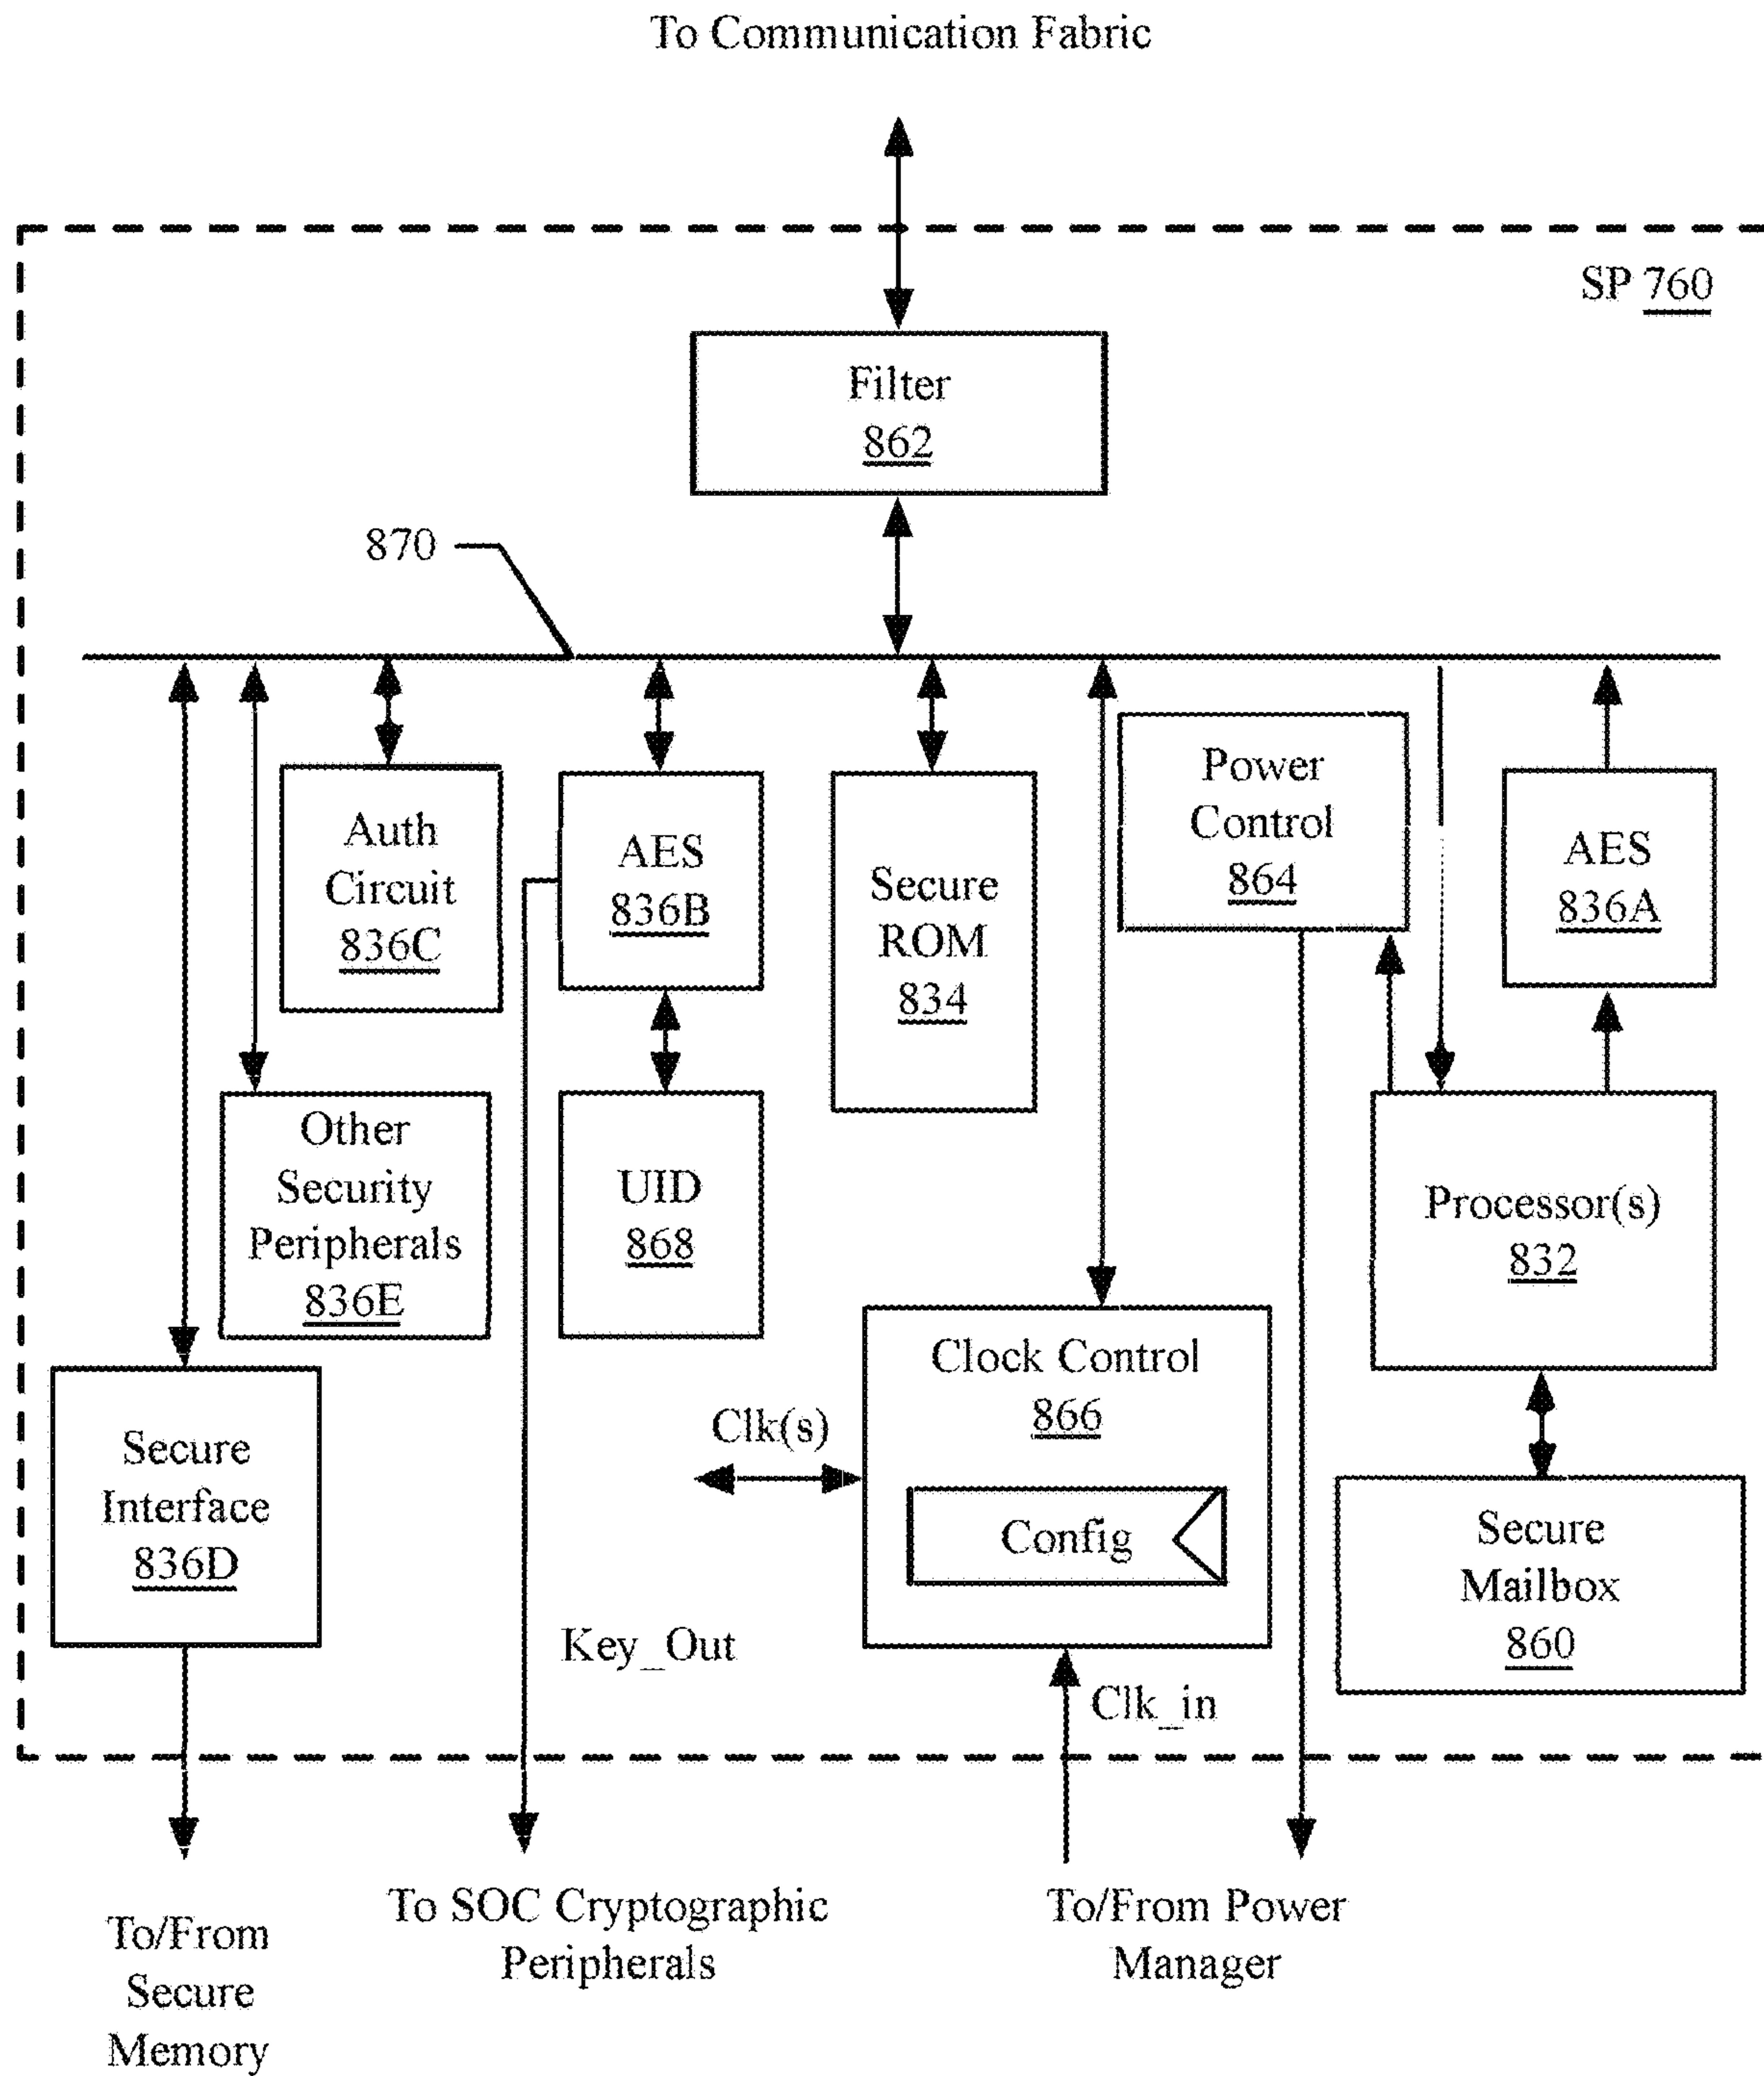 To Communication Fabric
SP 760
Filter
862
870
Auth
Circuit
836C
AES
836B
Secure
ROM
834
Power
Control
864
AES
836A
Other
Security
Peripherals
836E
UID
868
Processor(s)
832
Secure
Interface
836D
Clk(s)
Clock Control
866
Config
Secure
Mailbox
860
Key_Out
Clk_in
To/From
Secure
Memory
To SOC Cryptographic
Peripherals
To/From Power
Manager